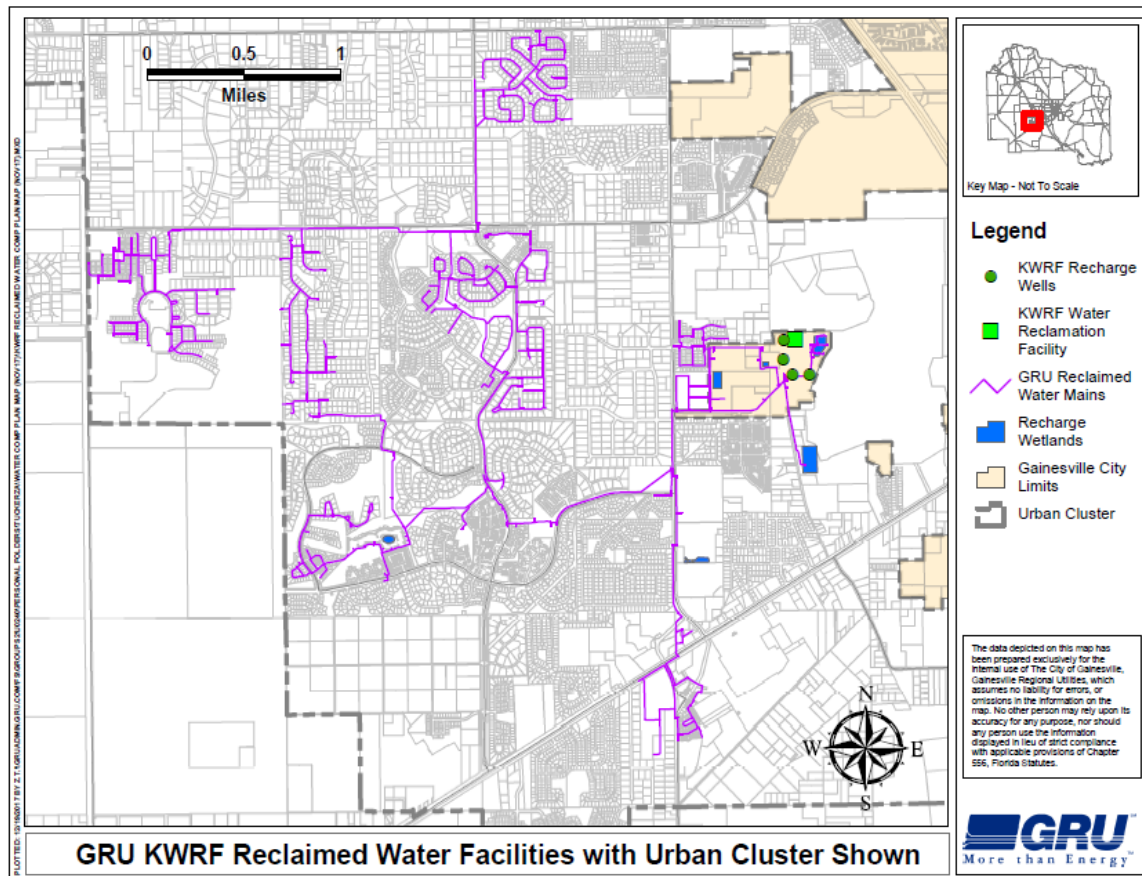 0 0.5 1
Miles
Key Map - Not To Scale
Legend
KWRF Recharge
Wells
KWRF Water
Reclamation
Facility
GRU Reclaimed
Water Mains
Recharge
Wetlands
Gainesville City
Limits
Urban Cluster
The data depicted on this map has
been prepared exclusively for the
internal use of The City of Gainesville,
Gainesville Regional Utilities, which
assumes no liability for errors, or
omissions in the information on the
map. No other person may rely upon its
accuracy for any purpose, nor should
any person use the information
displayed in lieu of strict compliance
with applicable provisions of Chapter
556, Florida Statutes.
N
W E
S
GRU
More than Energy
GRU KWRF Reclaimed Water Facilities with Urban Cluster Shown